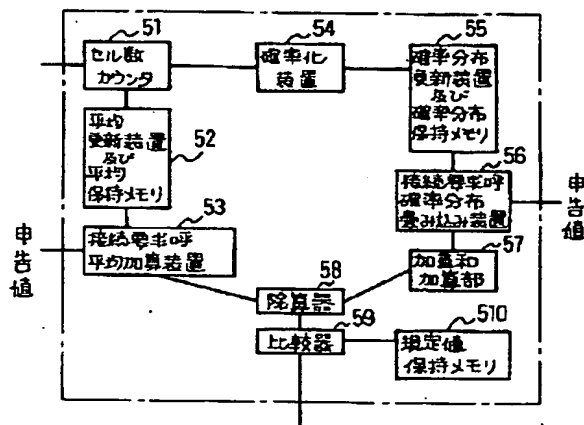 51
セル数
カウンタ
54
確率化
装置
55
確率分布
更新装置
及び
確率分布
保持メモリ
平均
更新装置
及び
平均
保持メモリ
52
56
接続要求呼
確率分布
畳み込み装置
申告値
53
接続要求呼
平均加算装置
申告値
57
加重和
加算部
58
除算器
59
比較器
510
規定値
保持メモリ